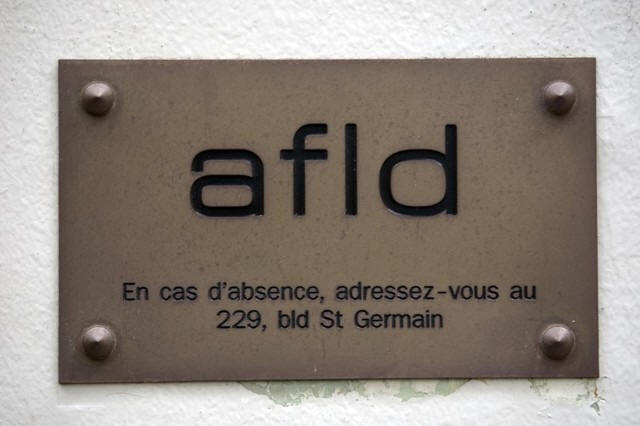 afld
En cas d'absence, adressez-vous au
229, bld St Germain